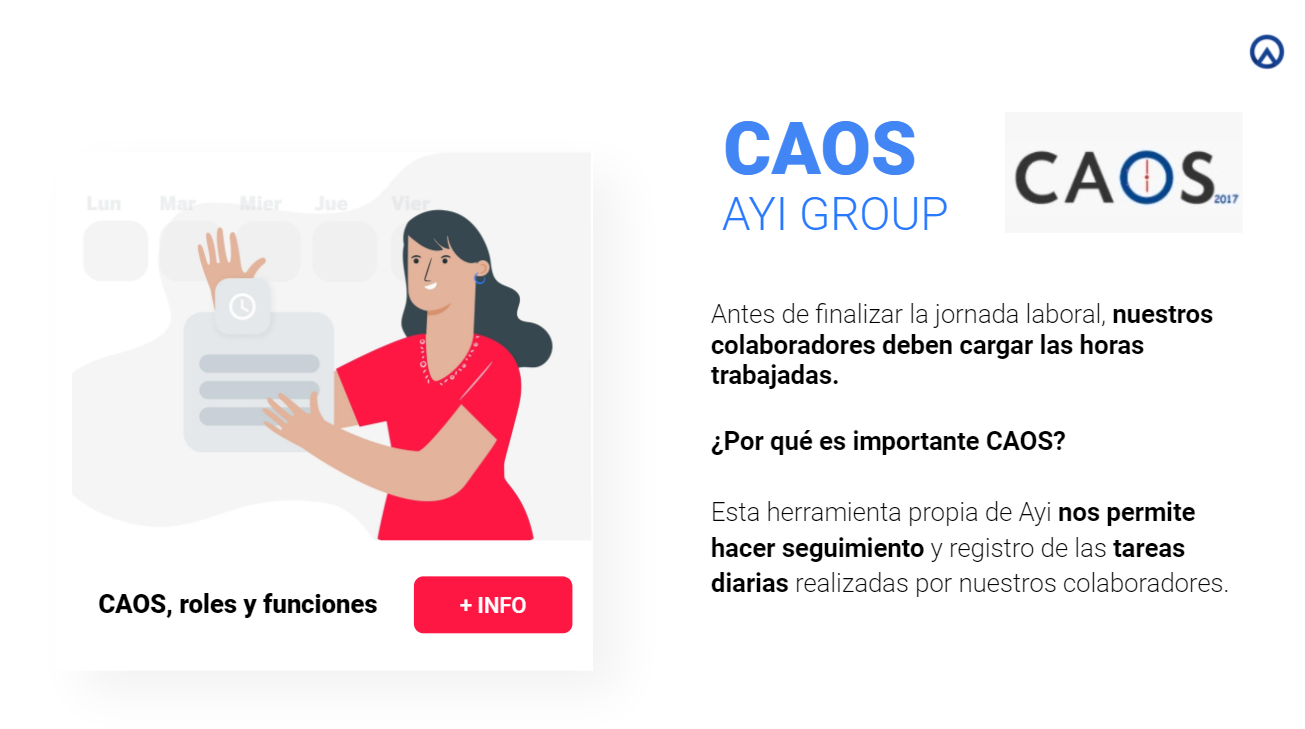 CAOS
AYI GROUP
CAOS 2017
Lun Mar Mier Jue Vier
Antes de finalizar la jornada laboral, nuestros
colaboradores deben cargar las horas
trabajadas.
¿Por qué es importante CAOS?
Esta herramienta propia de Ayi nos permite
hacer seguimiento y registro de las tareas
diarias realizadas por nuestros colaboradores.
CAOS, roles y funciones
+ INFO